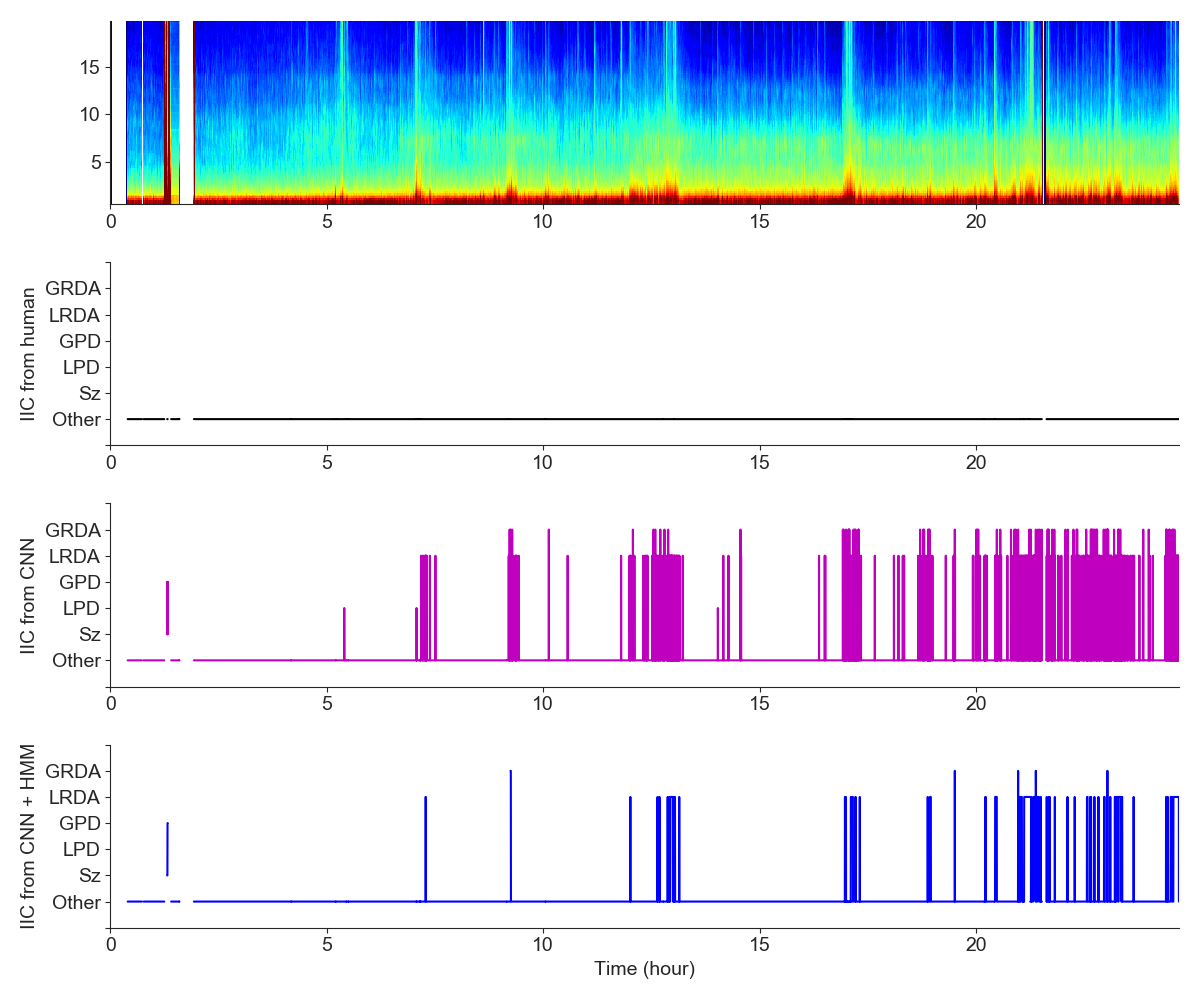 15
10
5
0 5 10 15 20
IIC from human
GRDA
LRDA
GPD
LPD
Sz
Other
0 5 10 15 20
IIC from CNN
GRDA
LRDA
GPD
LPD
Sz
Other
0 5 10 15 20
IIC from CNN + HMM
GRDA
LRDA
GPD
LPD
Sz
Other
0 5 10 15 20
Time (hour)